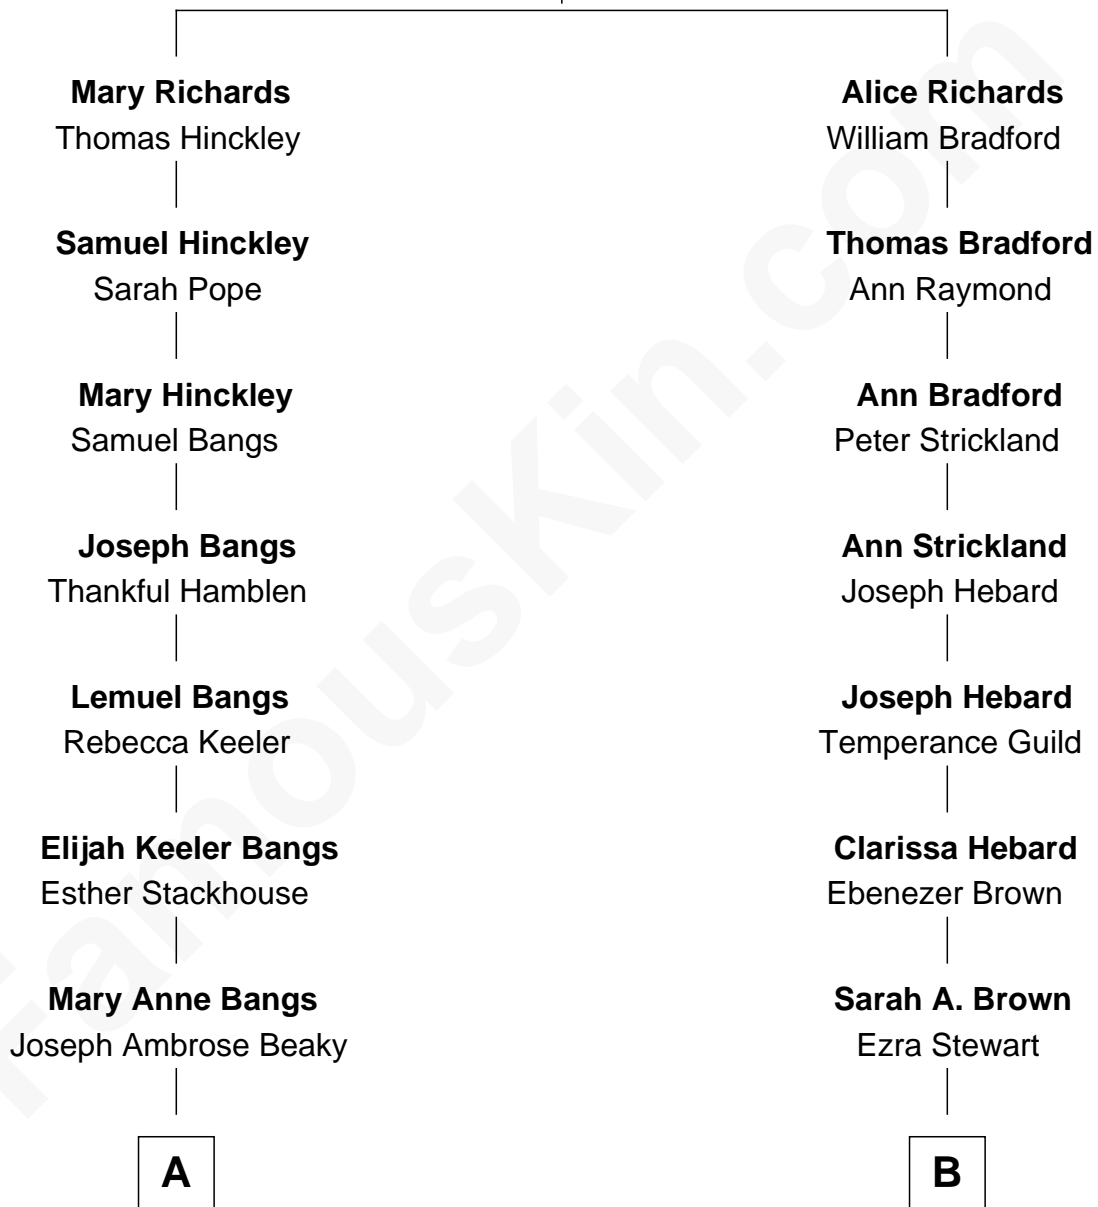 Mary Richards
Thomas Hinckley
Samuel Hinckley
Sarah Pope
Mary Hinckley
Samuel Bangs
Joseph Bangs
Thankful Hamblen
Lemuel Bangs
Rebecca Keeler
Elijah Keeler Bangs
Esther Stackhouse
Mary Anne Bangs
Joseph Ambrose Beaky
A
Alice Richards
William Bradford
Thomas Bradford
Ann Raymond
Ann Bradford
Peter Strickland
Ann Strickland
Joseph Hebard
Joseph Hebard
Temperance Guild
Clarissa Hebard
Ebenezer Brown
Sarah A. Brown
Ezra Stewart
B
FamousKin.com